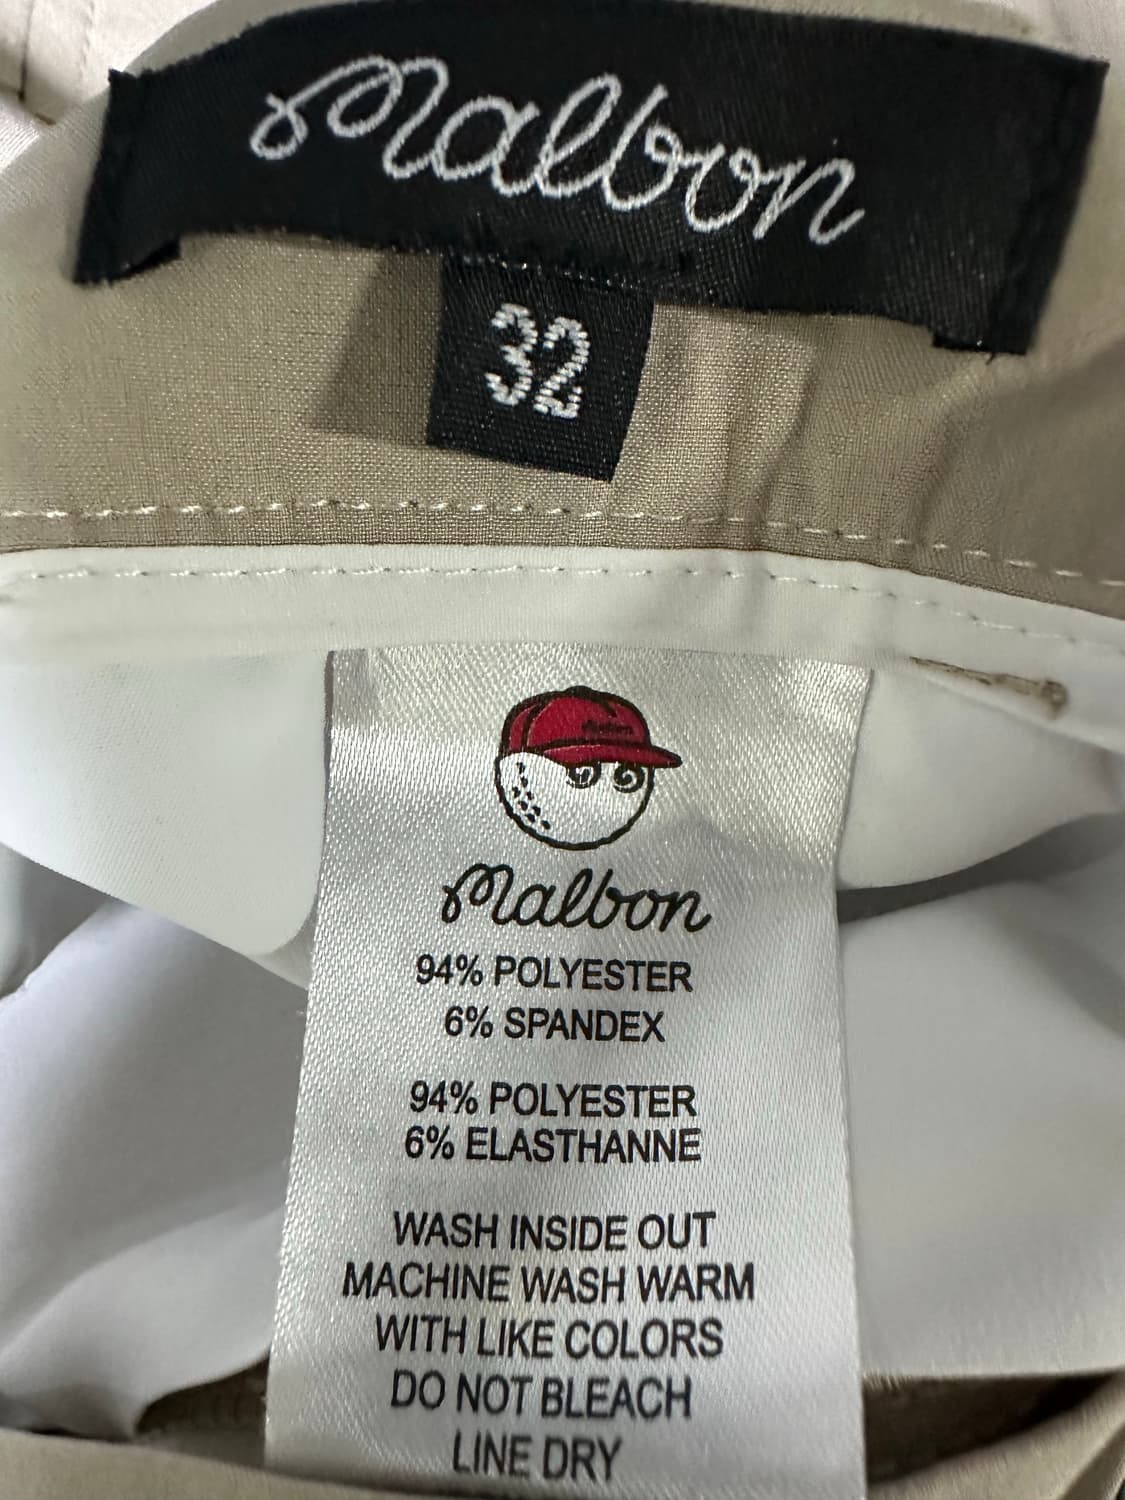 Malbon
32
Malbon
94% POLYESTER
6% SPANDEX
94% POLYESTER
6% ELASTHANNE
WASH INSIDE OUT
MACHINE WASH WARM
WITH LIKE COLORS
DO NOT BLEACH
LINE DRY